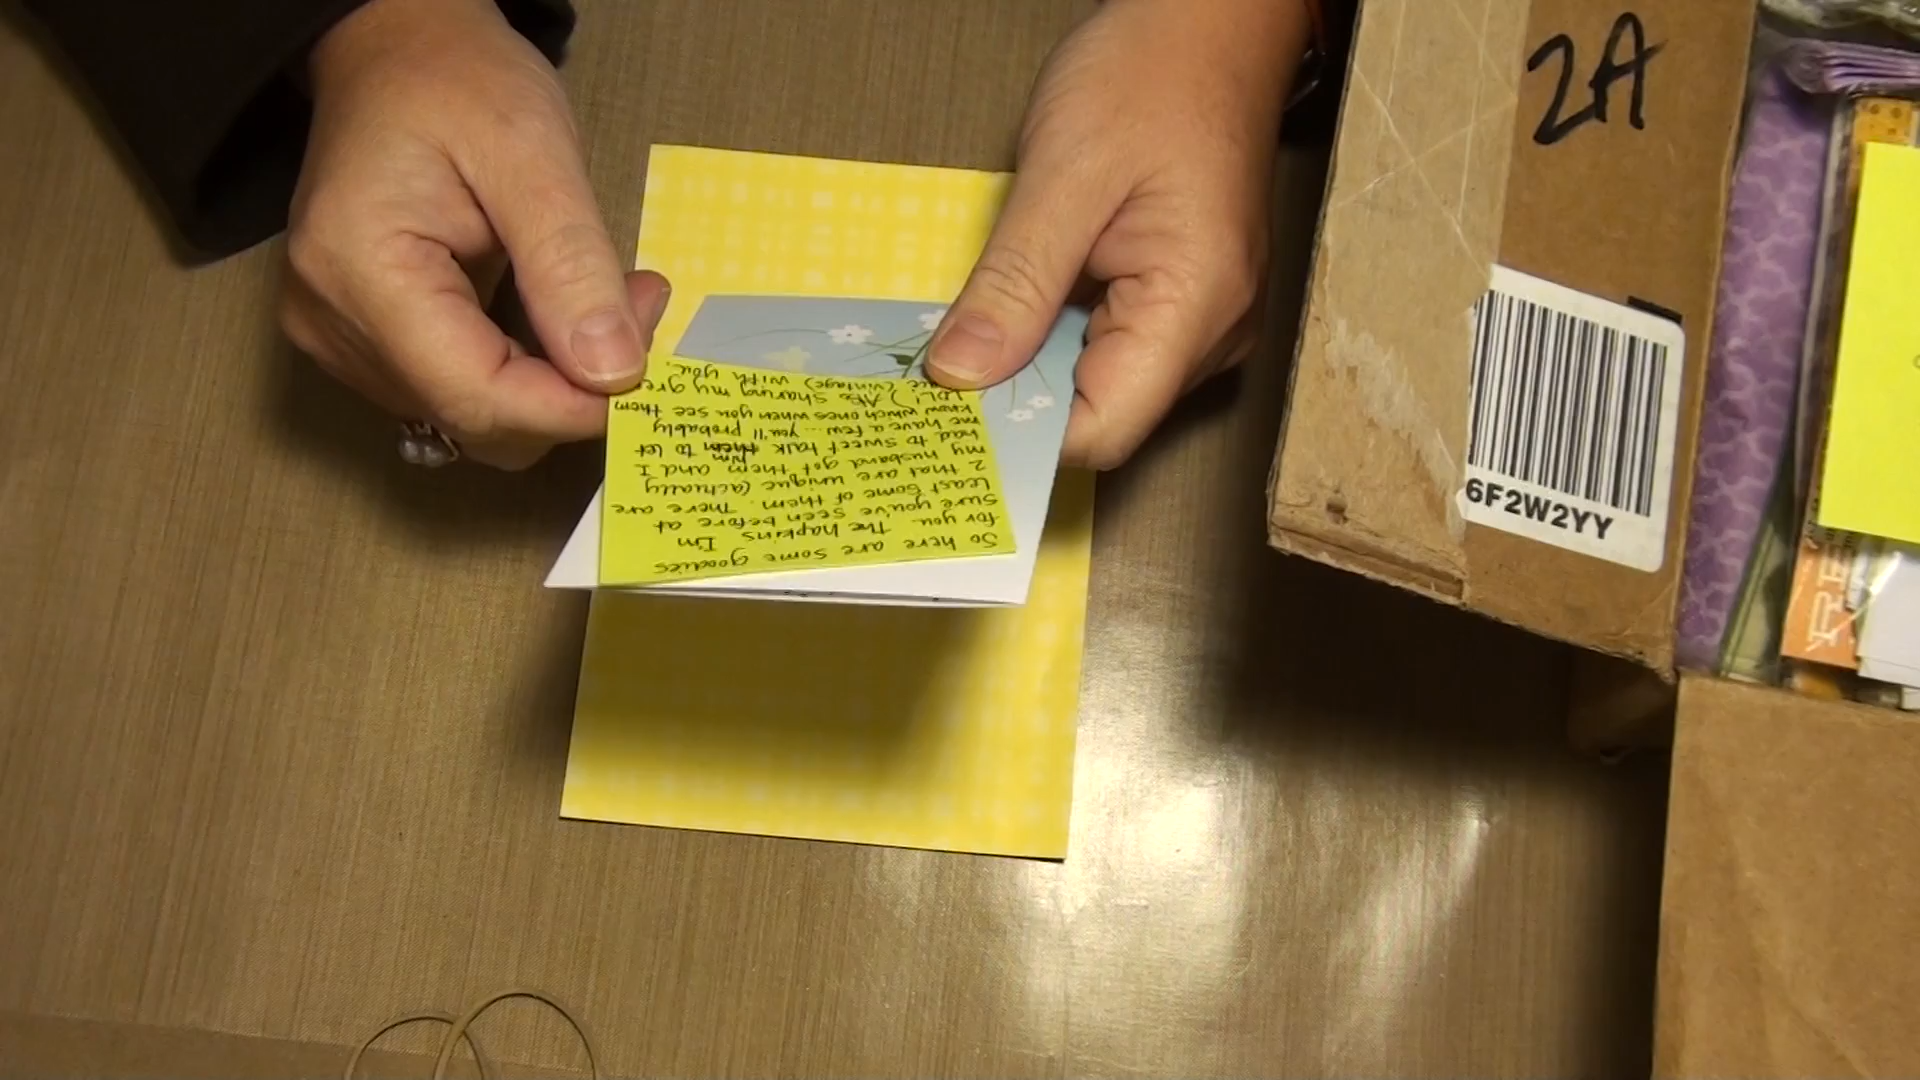 So here are some goodies
for you. The napkins I'm
sure you've seen before at
least some of them. There are
2 that are unique (actually
my husband got them and I
had to sweet talk them him to let
me have a few... you'll probably
know which ones when you see them
LOL!) Also sharing my green
(vintage) with you.
2A
6F2W2YY
RE